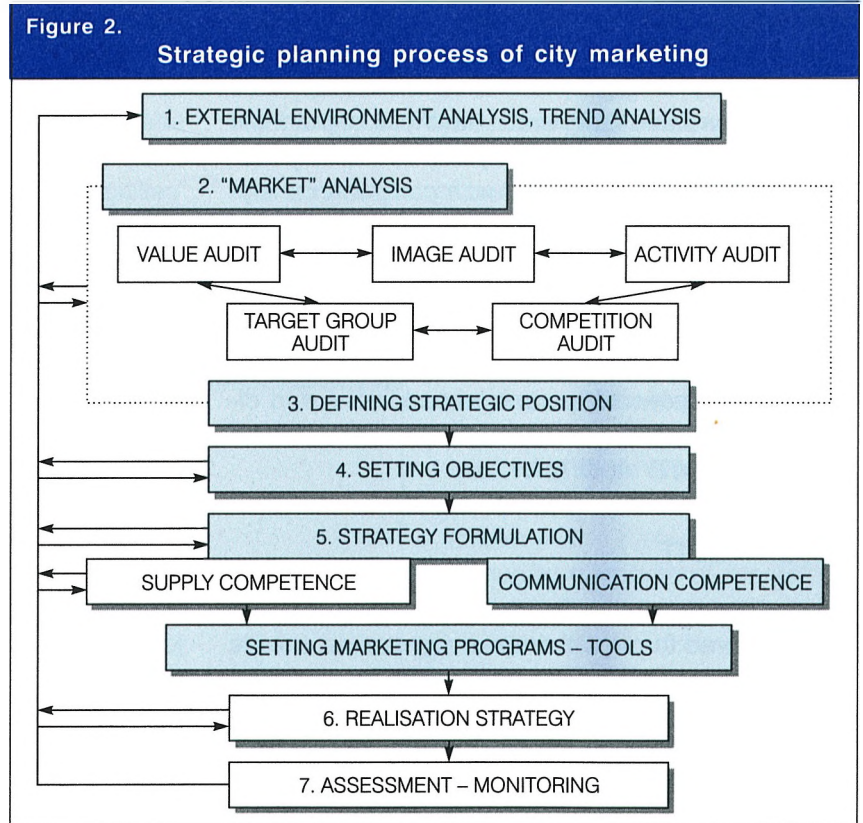 Figure 2.
Strategic planning process of city marketing
1. EXTERNAL ENVIRONMENT ANALYSIS, TREND ANALYSIS
2. “MARKET” ANALYSIS
VALUE AUDIT
IMAGE AUDIT
ACTIVITY AUDIT
TARGET GROUP
AUDIT
COMPETITION
AUDIT
3. DEFINING STRATEGIC POSITION
4. SETTING OBJECTIVES
5. STRATEGY FORMULATION
SUPPLY COMPETENCE
COMMUNICATION COMPETENCE
SETTING MARKETING PROGRAMS – TOOLS
6. REALISATION STRATEGY
7. ASSESSMENT – MONITORING